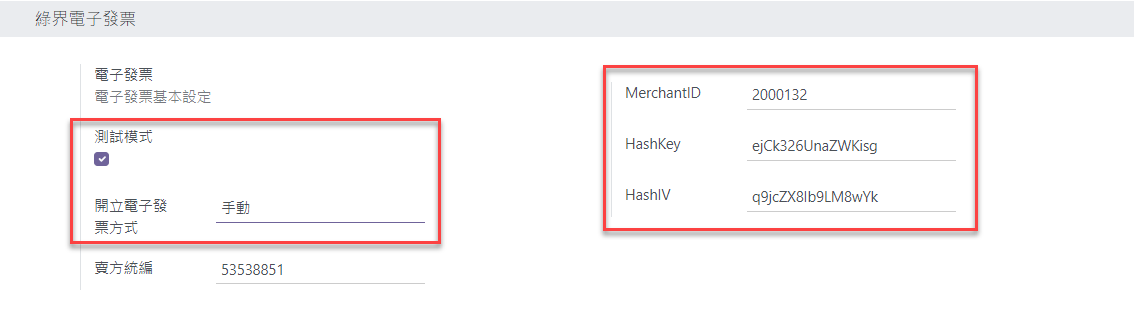 綠界電子發票
電子發票
電子發票基本設定
測試模式
開立電子發
票方式
手動
賣方統編
53538851
MerchantID
2000132
HashKey
ejCk326UnaZWKisg
HashIV
q9jcZX8Ib9LM8wYk